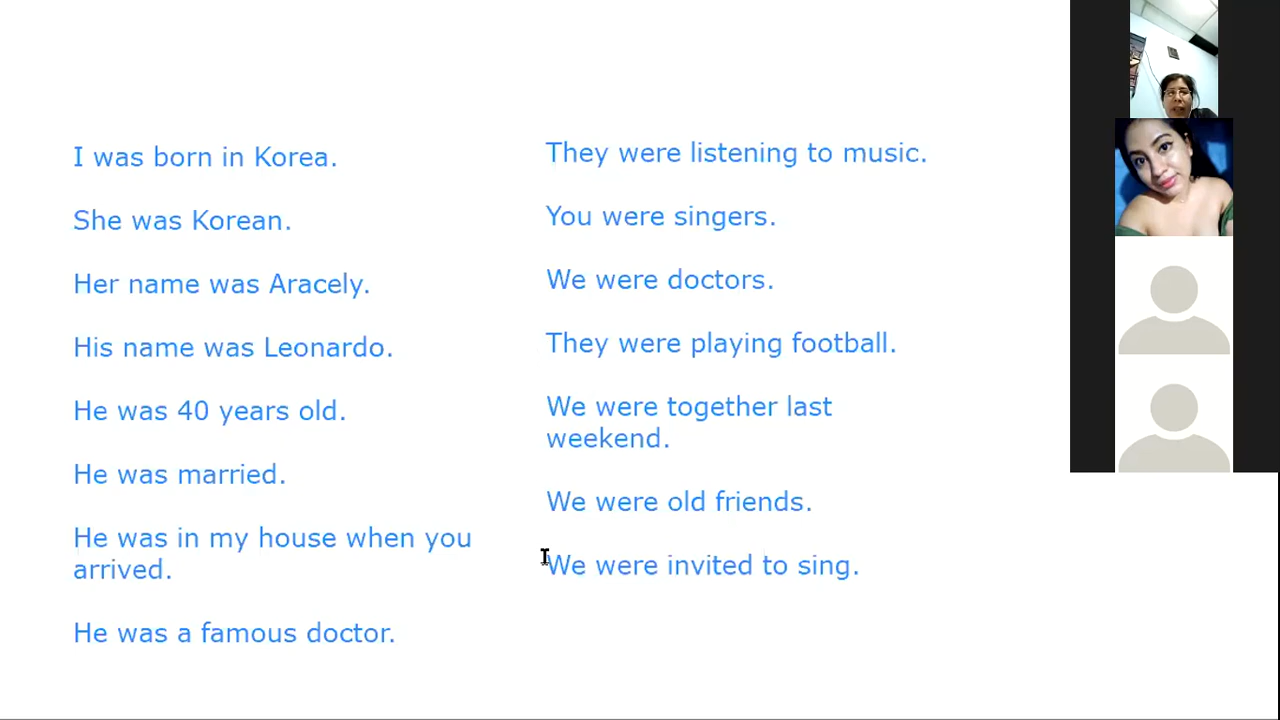 I was born in Korea.
She was Korean.
Her name was Aracely.
His name was Leonardo.
He was 40 years old.
He was married.
He was in my house when you
arrived.
He was a famous doctor.
They were listening to music.
You were singers.
We were doctors.
They were playing football.
We were together last
weekend.
We were old friends.
We were invited to sing.